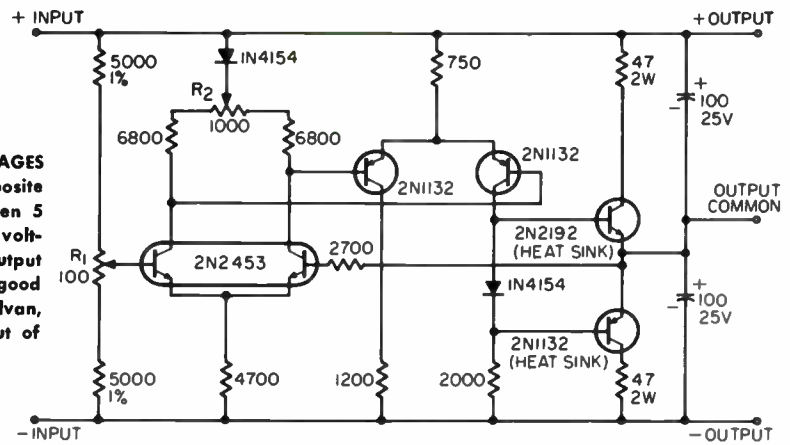 + INPUT
+OUTPUT
5000
1%
1N4154
R2
1000
750
47
2W
+
-
100
25V
6800
6800
2N1132
2N1132
AGES
posite
en 5
volt-
utput
good
lvan,
ut of
OUTPUT
COMMON
2N2192
(HEAT SINK)
R1
100
2N2453
2700
1N4154
+
-
100
25V
2N1132
(HEAT SINK)
5000
1%
4700
1200
2000
47
2W
-INPUT
-OUTPUT